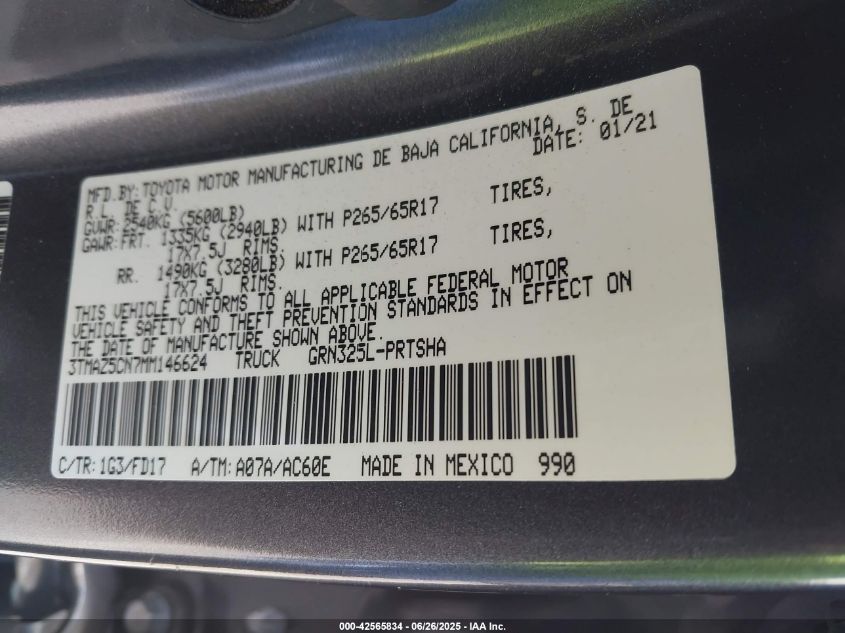 MFD.BY: TOYOTA MOTOR MANUFACTURING DE BAJA CALIFORNIA, S. DE
R.L. DE C.V. DATE: 01/21
GVWR: 2540KG (5600LB)
GAWR: FRT. 1335KG (2940LB) WITH P265/65R17 TIRES,
17X7.5J RIMS.
RR. 1490KG (3280LB) WITH P265/65R17 TIRES,
17X7.5J RIMS.
THIS VEHICLE CONFORMS TO ALL APPLICABLE FEDERAL MOTOR
VEHICLE SAFETY AND THEFT PREVENTION STANDARDS IN EFFECT ON
THE DATE OF MANUFACTURE SHOWN ABOVE.
3TMAZ5CN7MM146624 TRUCK GRN325L-PRTSHA
C/TR: 1G3/FD17 A/TM: A07A/AC60E MADE IN MEXICO 990
000-42565834 - 06/26/2025 - IAA Inc.